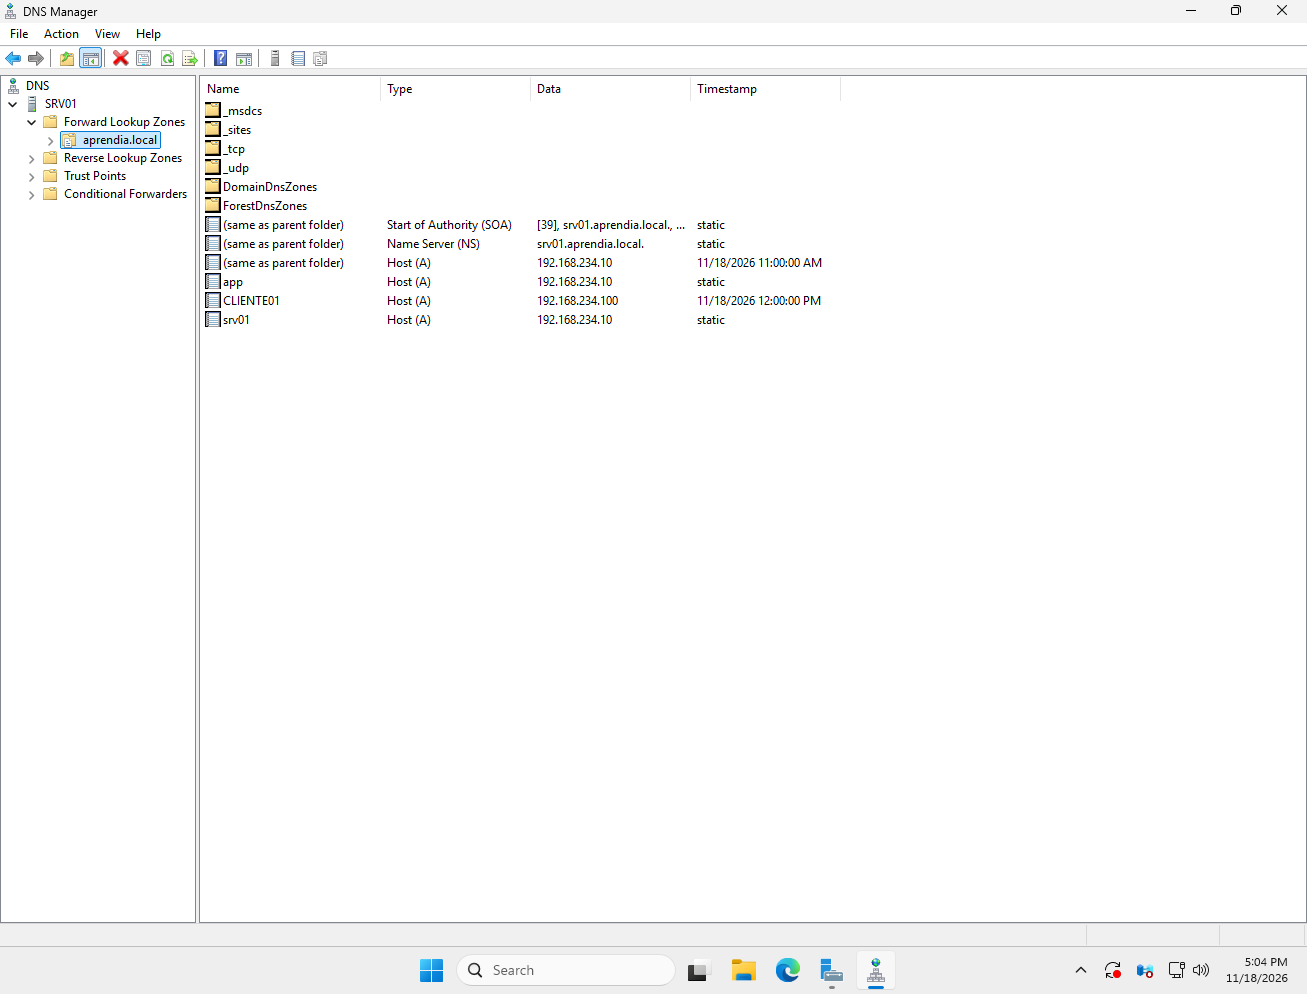 DNS Manager
File Action View Help
DNS
SRV01
Forward Lookup Zones
aprendia.local
Reverse Lookup Zones
Trust Points
Conditional Forwarders
Name Type Data Timestamp
_msdcs
_sites
_tcp
_udp
DomainDnsZones
ForestDnsZones
(same as parent folder) Start of Authority (SOA) [39], srv01.aprendia.local., ... static
(same as parent folder) Name Server (NS) srv01.aprendia.local. static
(same as parent folder) Host (A) 192.168.234.10 11/18/2026 11:00:00 AM
app Host (A) 192.168.234.10 static
CLIENTE01 Host (A) 192.168.234.100 11/18/2026 12:00:00 PM
srv01 Host (A) 192.168.234.10 static
Search
5:04 PM
11/18/2026